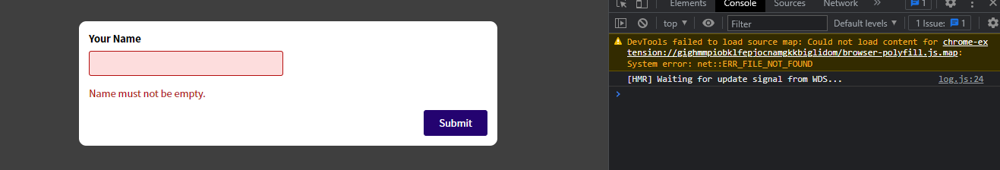 Your Name
Name must not be empty.
Submit
Elements Console Sources Network » 1
top Filter Default levels 1 Issue: 1
DevTools failed to load source map: Could not load content for chrome-ex
tension://gighmmpiobklfepjocnamgkkbiglidom/browser-polyfill.js.map:
System error: net::ERR_FILE_NOT_FOUND
[HMR] Waiting for update signal from WDS... log.js:24